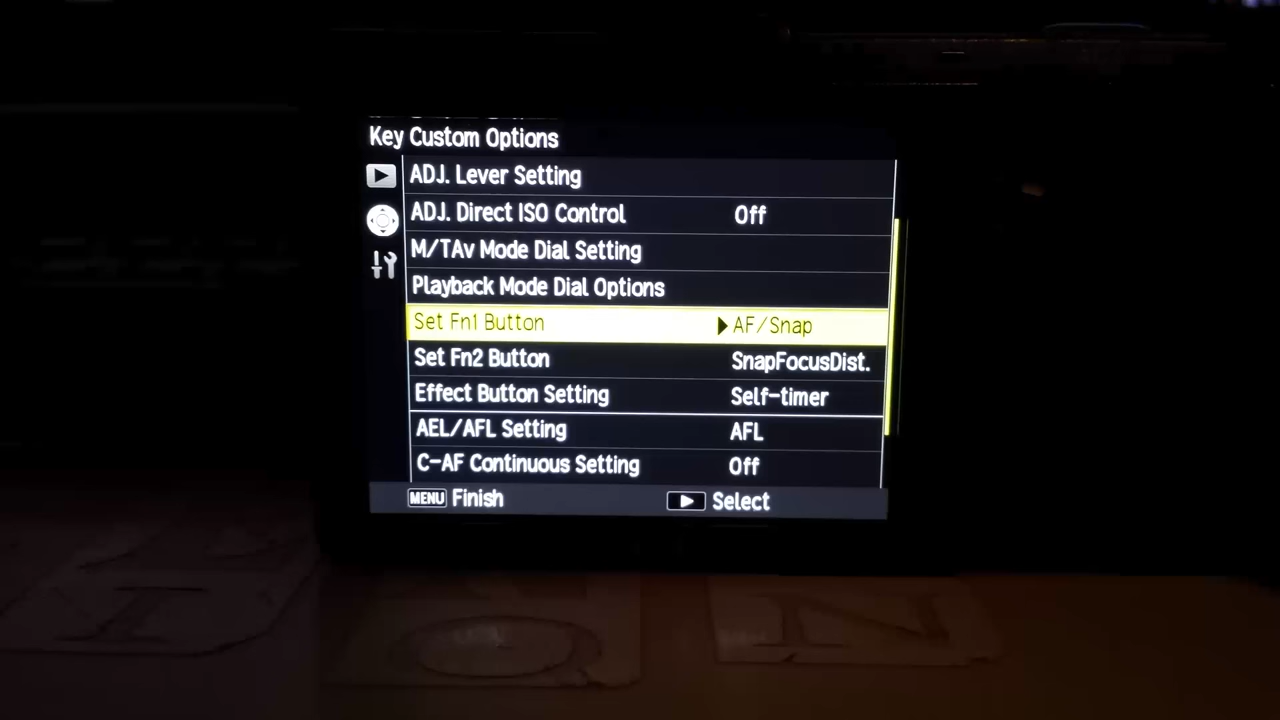 Key Custom Options
ADJ. Lever Setting
ADJ. Direct ISO Control Off
M/TAv Mode Dial Setting
Playback Mode Dial Options
Set Fn1 Button AF/Snap
Set Fn2 Button SnapFocusDist.
Effect Button Setting Self-timer
AEL/AFL Setting AFL
C-AF Continuous Setting Off
MENU Finish Select